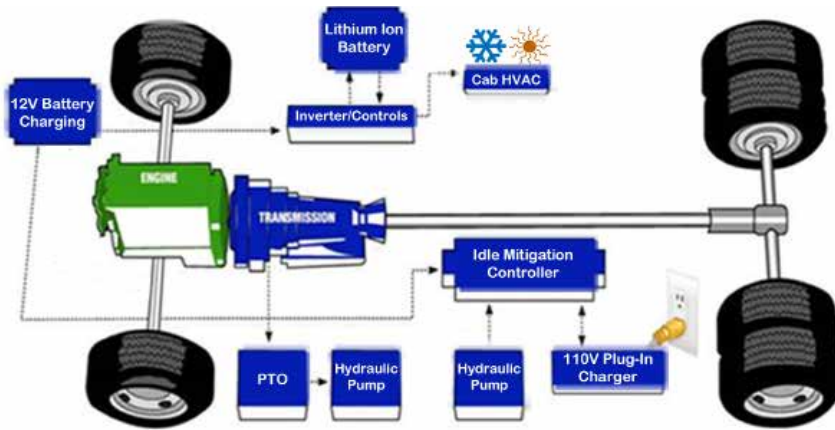 Lithium Ion
Battery
Cab HVAC
12V Battery
Charging
Inverter/Controls
ENGINE
TRANSMISSION
Idle Mitigation
Controller
PTO
Hydraulic
Pump
Hydraulic
Pump
110V Plug-In
Charger